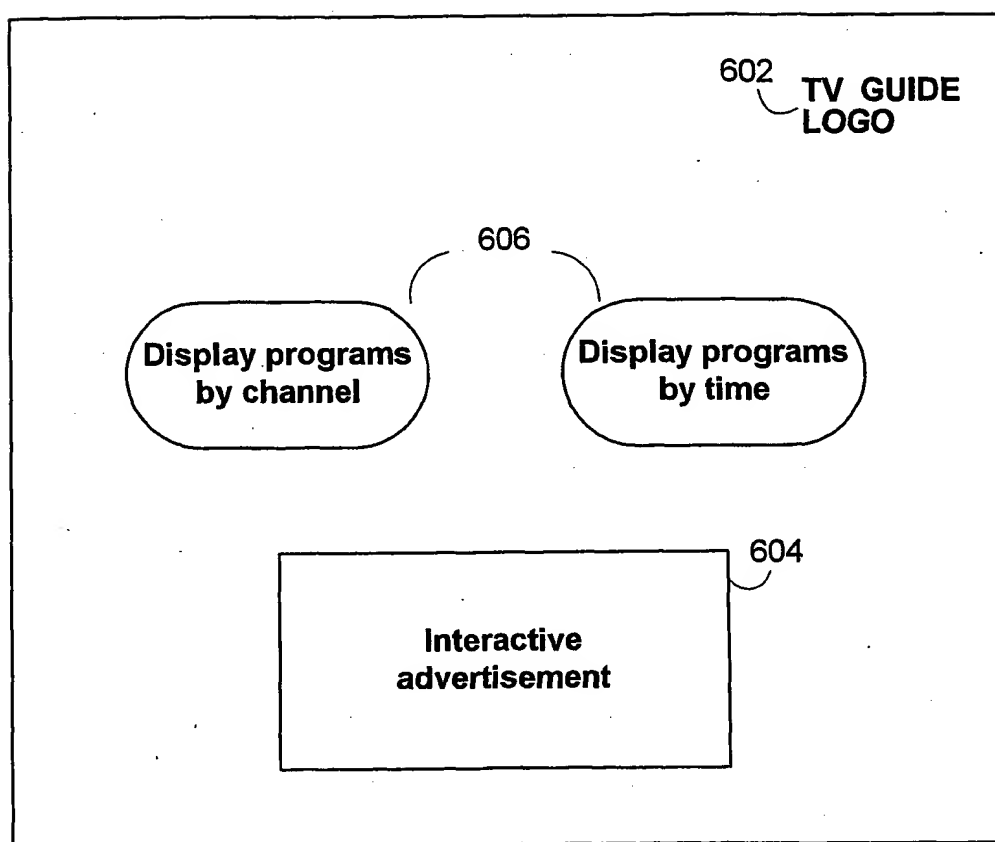 602
TV GUIDE
LOGO
606
Display programs
by channel
Display programs
by time
604
Interactive
advertisement